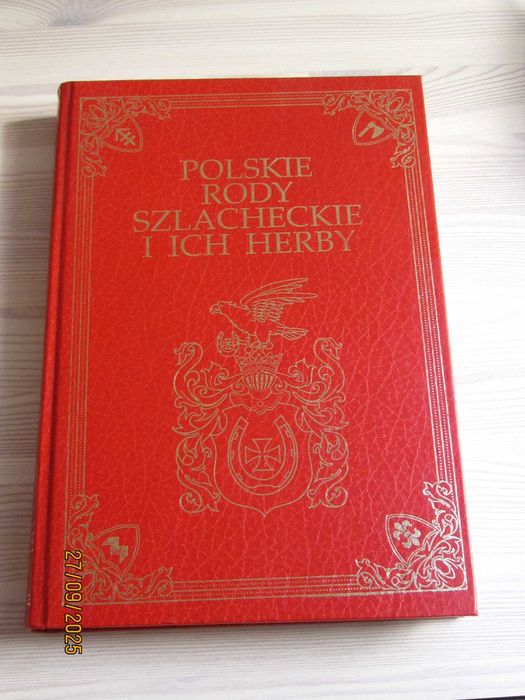 POLSKIE
RODY
SZLACHECKIE
I ICH HERBY
27/09/2025